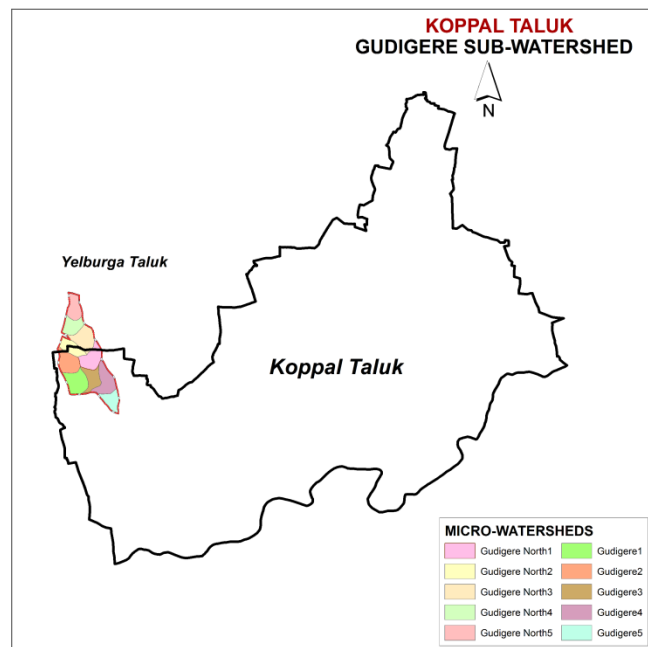 KOPPAL TALUK
GUDIGERE SUB-WATERSHED
N
Yelburga Taluk
Koppal Taluk
MICRO-WATERSHEDS
Gudigere North1
Gudigere1
Gudigere North2
Gudigere2
Gudigere North3
Gudigere3
Gudigere North4
Gudigere4
Gudigere North5
Gudigere5